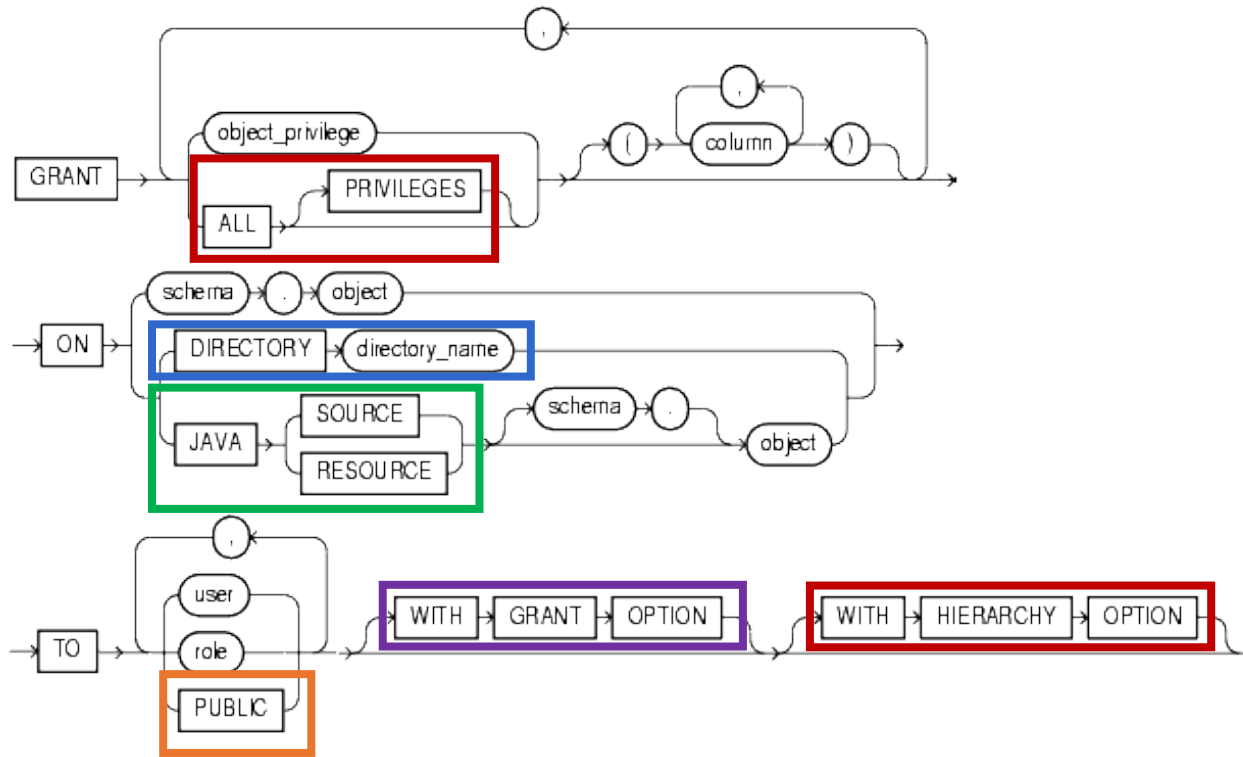 ,
,
object_privilege
( column )
GRANT
PRIVILEGES
ALL
schema . object
ON
DIRECTORY directory_name
SOURCE
schema .
JAVA
object
RESOURCE
,
user
WITH GRANT OPTION WITH HIERARCHY OPTION
TO role
PUBLIC